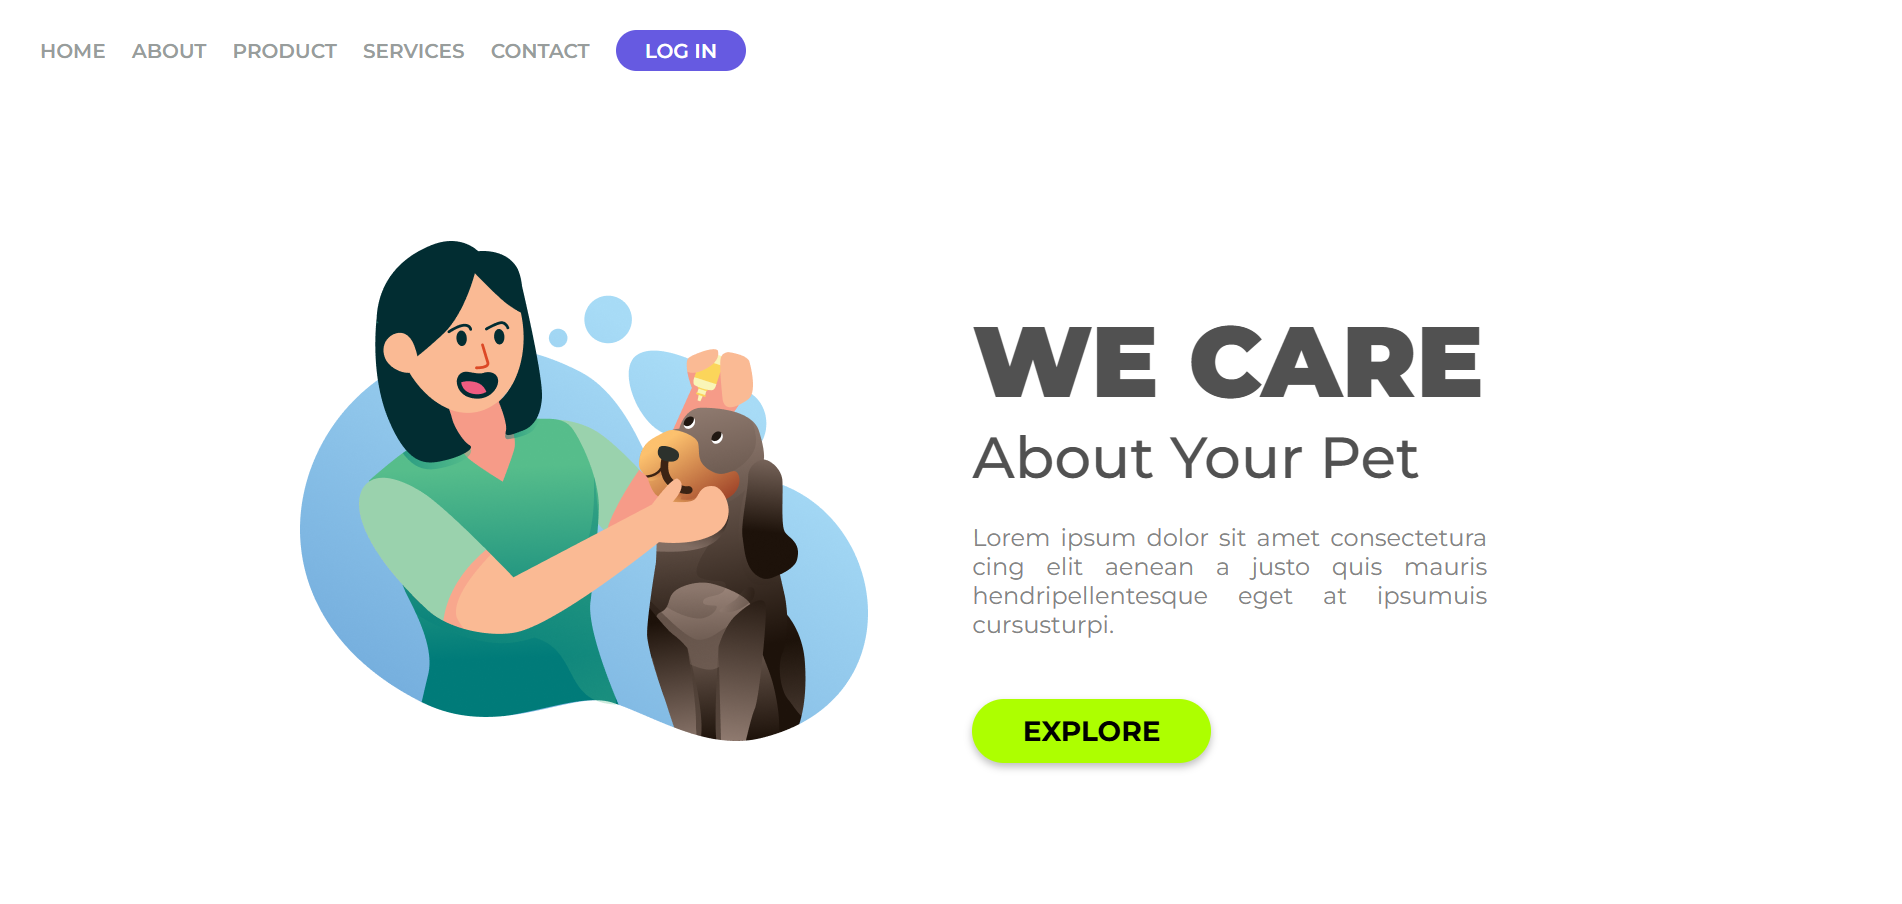 HOME ABOUT PRODUCT SERVICES CONTACT LOG IN
WE CARE
About Your Pet
Lorem ipsum dolor sit amet consectetura
cing elit aenean a justo quis mauris
hendripellentesque eget at ipsumuis
cursusturpi.
EXPLORE